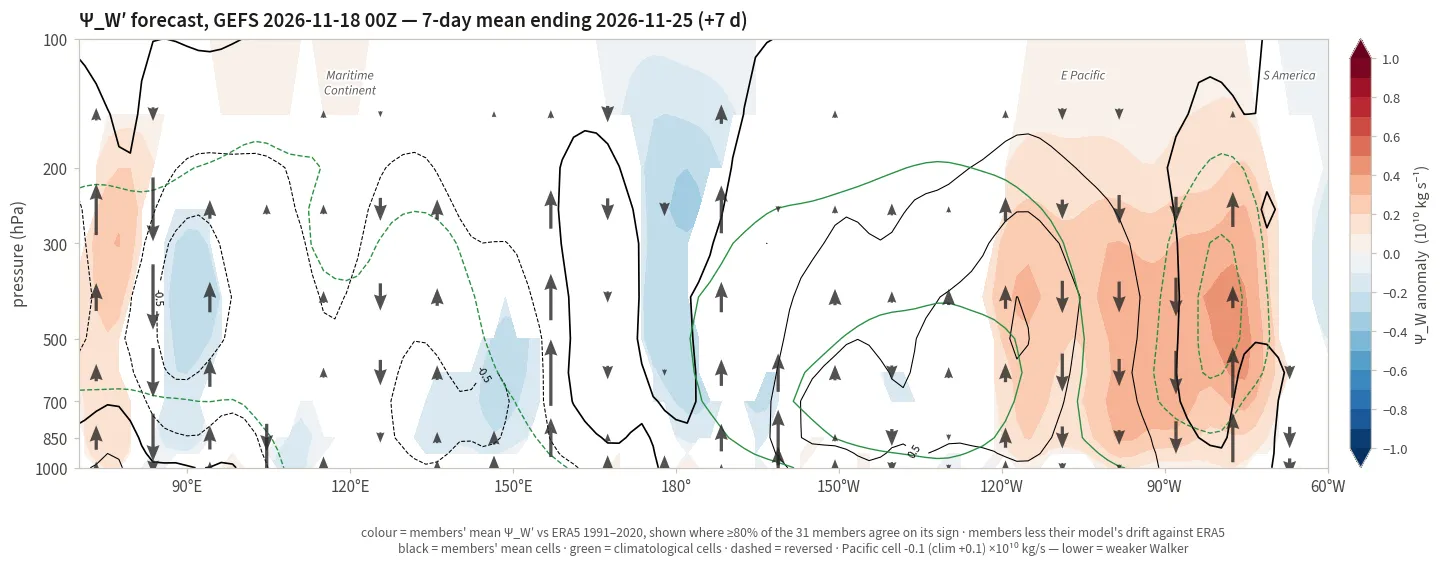 Ψ_W′ forecast, GEFS 2026-11-18 00Z — 7-day mean ending 2026-11-25 (+7 d)
100
200
300
400
500
700
850
1000
pressure (hPa)
Maritime
Continent
E Pacific
S America
-0.5
-0.5
0.5
90°E
120°E
150°E
180°
150°W
120°W
90°W
60°W
1.0
0.8
0.6
0.4
0.2
0.0
−0.2
−0.4
−0.6
−0.8
−1.0
Ψ_W anomaly (10¹⁰ kg s⁻¹)
colour = members' mean Ψ_W′ vs ERA5 1991–2020, shown where ≥80% of the 31 members agree on its sign · members less their model's drift against ERA5
black = members' mean cells · green = climatological cells · dashed = reversed · Pacific cell -0.1 (clim +0.1) ×10¹⁰ kg/s — lower = weaker Walker